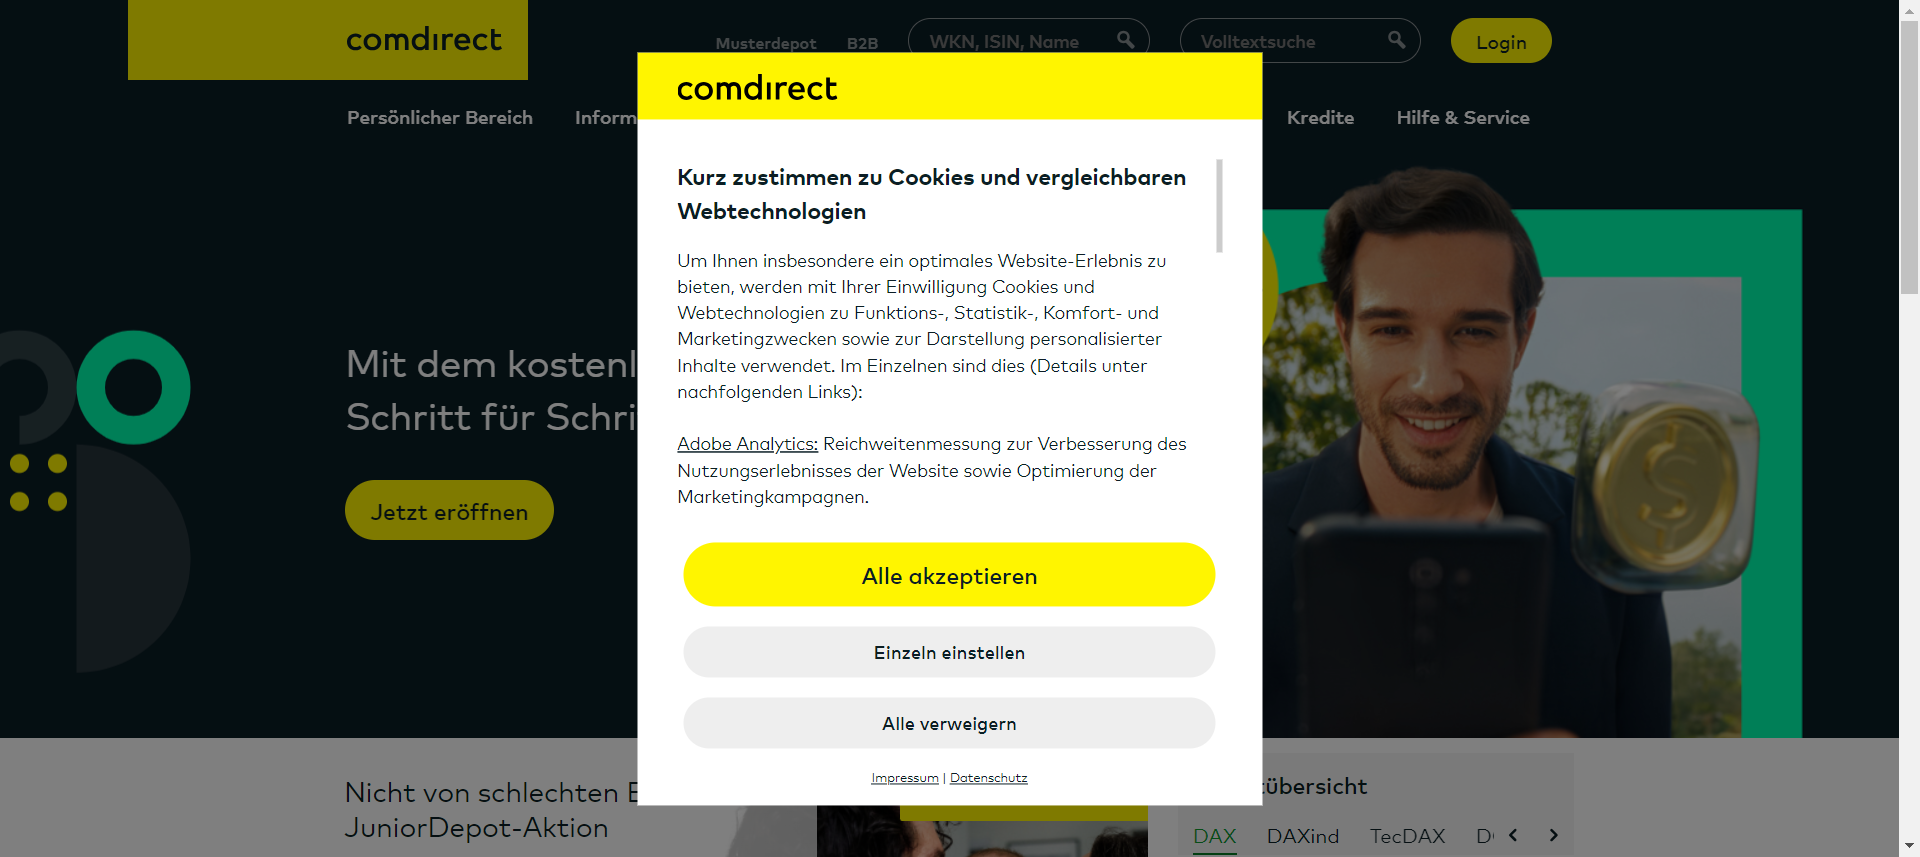 comdirect
Musterdepot
B2B
WKN, ISIN, Name
Volltextsuche
Login
Persönlicher Bereich
Inform
Kredite
Hilfe & Service
Mit dem kostenl
Schritt für Schri
Jetzt eröffnen
comdirect
Kurz zustimmen zu Cookies und vergleichbaren
Webtechnologien
Um Ihnen insbesondere ein optimales Website-Erlebnis zu
bieten, werden mit Ihrer Einwilligung Cookies und
Webtechnologien zu Funktions-, Statistik-, Komfort- und
Marketingzwecken sowie zur Darstellung personalisierter
Inhalte verwendet. Im Einzelnen sind dies (Details unter
nachfolgenden Links):
Adobe Analytics: Reichweitenmessung zur Verbesserung des
Nutzungserlebnisses der Website sowie Optimierung der
Marketingkampagnen.
Alle akzeptieren
Einzeln einstellen
Alle verweigern
Impressum | Datenschutz
Nicht von schlechten E
JuniorDepot-Aktion
tübersicht
DAX
DAXind
TecDAX